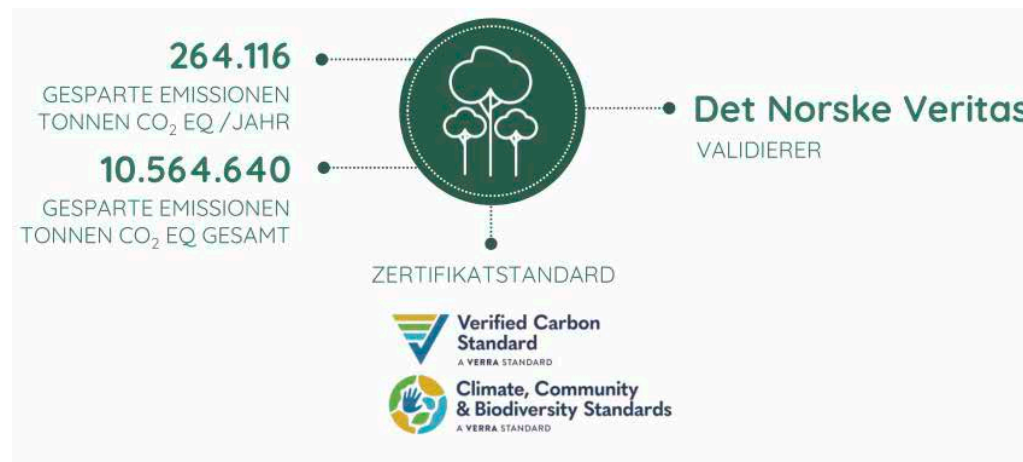 264.116
GESPARTE EMISSIONEN
TONNEN CO₂ EQ /JAHR
10.564.640
GESPARTE EMISSIONEN
TONNEN CO₂ EQ GESAMT
Det Norske Veritas
VALIDIERER
ZERTIFIKATSTANDARD
Verified Carbon
Standard
A VERRA STANDARD
Climate, Community
& Biodiversity Standards
A VERRA STANDARD